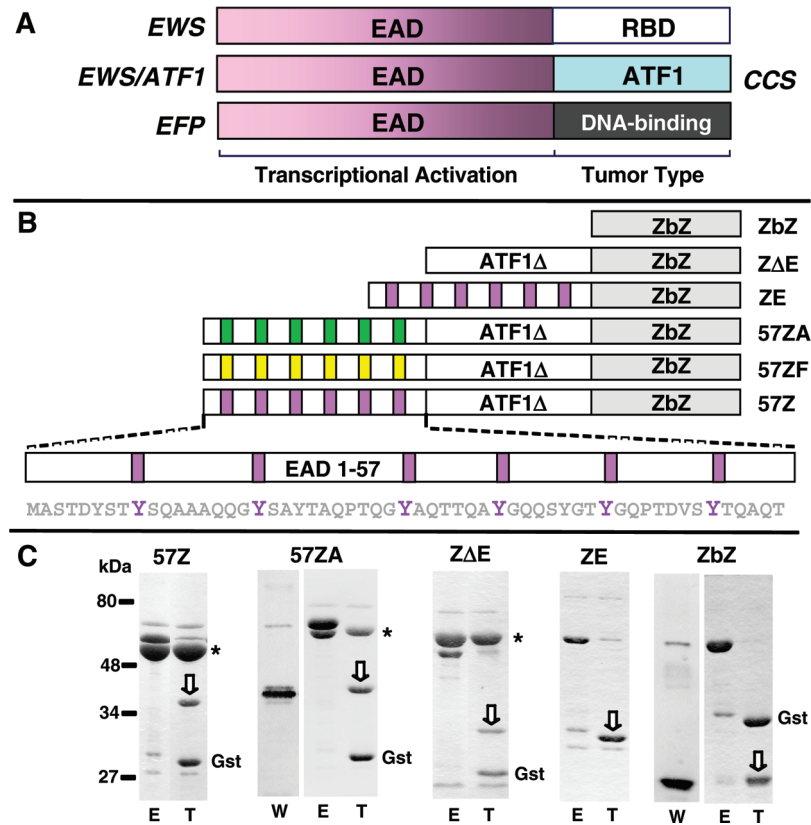 A
EWS EAD RBD
EWS/ATF1 EAD ATF1 CCS
EFP EAD DNA-binding
Transcriptional Activation Tumor Type
B
ZbZ ZbZ
ATF1Δ ZbZ ZΔE
ZbZ ZE
ATF1Δ ZbZ 57ZA
ATF1Δ ZbZ 57ZF
ATF1Δ ZbZ 57Z
EAD 1-57
MASTDYSTYSQAAAQQGYSAYTAQPTQGYAQTTQAYGQQSYGTYGQPTDVSYTQAQT
C
57Z 57ZA ZΔE ZE ZbZ
kDa
80
*
*
*
48
34
Gst
Gst
Gst
27
E T W E T E T E T W E T